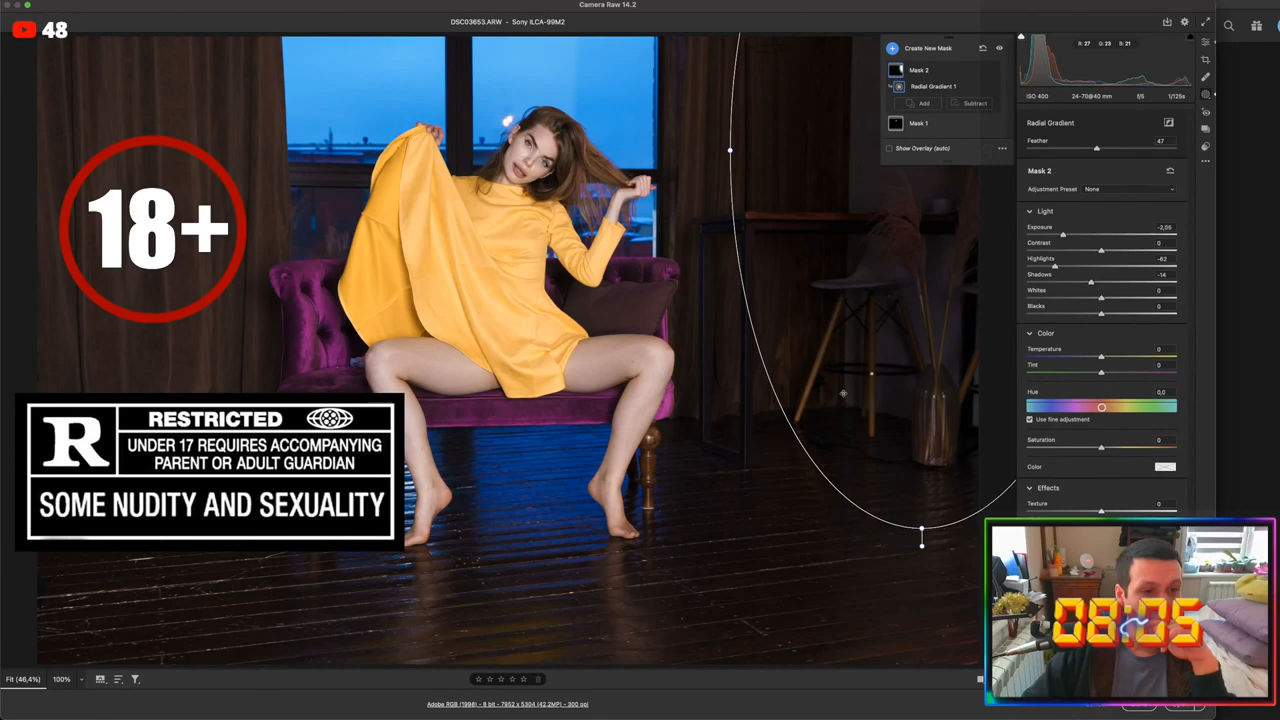 Camera Raw 14.2
DSC03653.ARW - Sony ILCA-99M2
48
18+
R
RESTRICTED
UNDER 17 REQUIRES ACCOMPANYING
PARENT OR ADULT GUARDIAN
SOME NUDITY AND SEXUALITY
Create New Mask
Mask 2
Radial Gradient 1
Add
Subtract
Mask 1
Show Overlay (auto)
R: 27 G: 23 B: 21
ISO 400 24-70@40 mm f/5 1/125s
Radial Gradient
Feather 47
Mask 2
Adjustment Preset: None
Light
Exposure -2,05
Contrast 0
Highlights -62
Shadows -14
Whites 0
Blacks 0
Color
Temperature 0
Tint 0
Hue 0,0
Use fine adjustment
Saturation 0
Color
Effects
Texture 0
08:05
Fit (46,4%) 100%
Adobe RGB (1998) - 8 bit - 7952 x 5304 (42,2MP) - 300 ppi